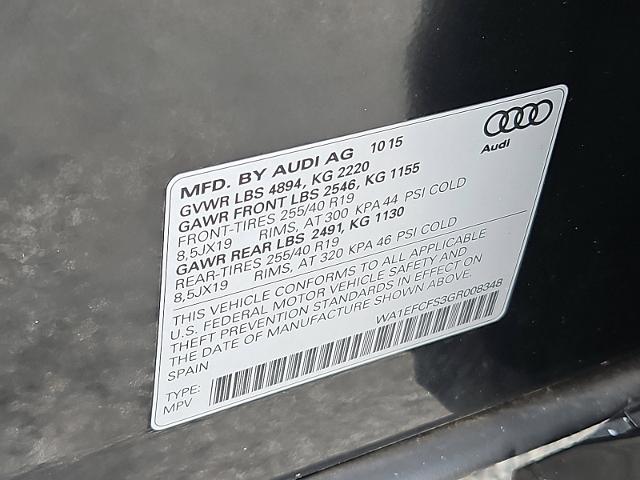 Audi
MFD. BY AUDI AG 10 15
GVWR LBS 4894, KG 2220
GAWR FRONT LBS 2546, KG 1155
FRONT-TIRES 255/40 R19
8,5JX19 RIMS, AT 300 KPA 44 PSI COLD
GAWR REAR LBS 2491, KG 1130
REAR-TIRES 255/40 R19
8,5JX19 RIMS, AT 320 KPA 46 PSI COLD
THIS VEHICLE CONFORMS TO ALL APPLICABLE
U.S. FEDERAL MOTOR VEHICLE SAFETY AND
THEFT PREVENTION STANDARDS IN EFFECT ON
THE DATE OF MANUFACTURE SHOWN ABOVE.
SPAIN
WA1EFCFS3GR008348
TYPE:
MPV